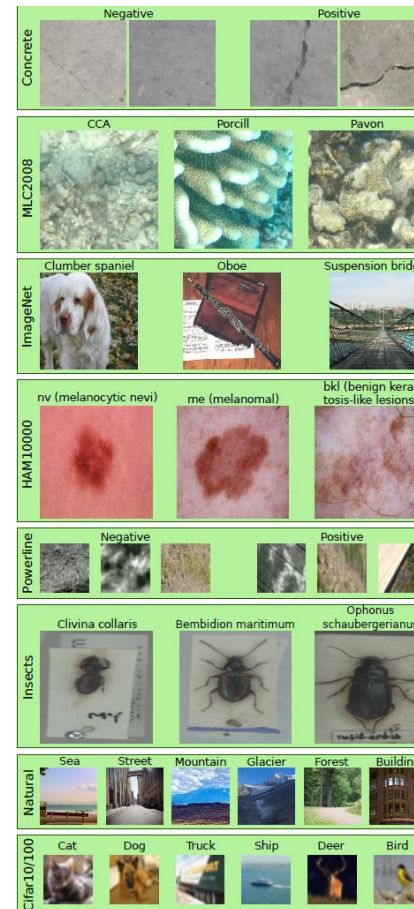 Concrete
Negative
Positive
MLC2008
CCA
Porcill
Pavon
ImageNet
Clumber spaniel
Oboe
Suspension bridg
HAM10000
nv (melanocytic nevi)
me (melanomal)
bkl (benign kera
tosis-like lesions
Powerline
Negative
Positive
Insects
Clivina collaris
Bembidion maritimum
Ophonus
schaubergerianus
Natural
Sea
Street
Mountain
Glacier
Forest
Building
Cifar10/100
Cat
Dog
Truck
Ship
Deer
Bird